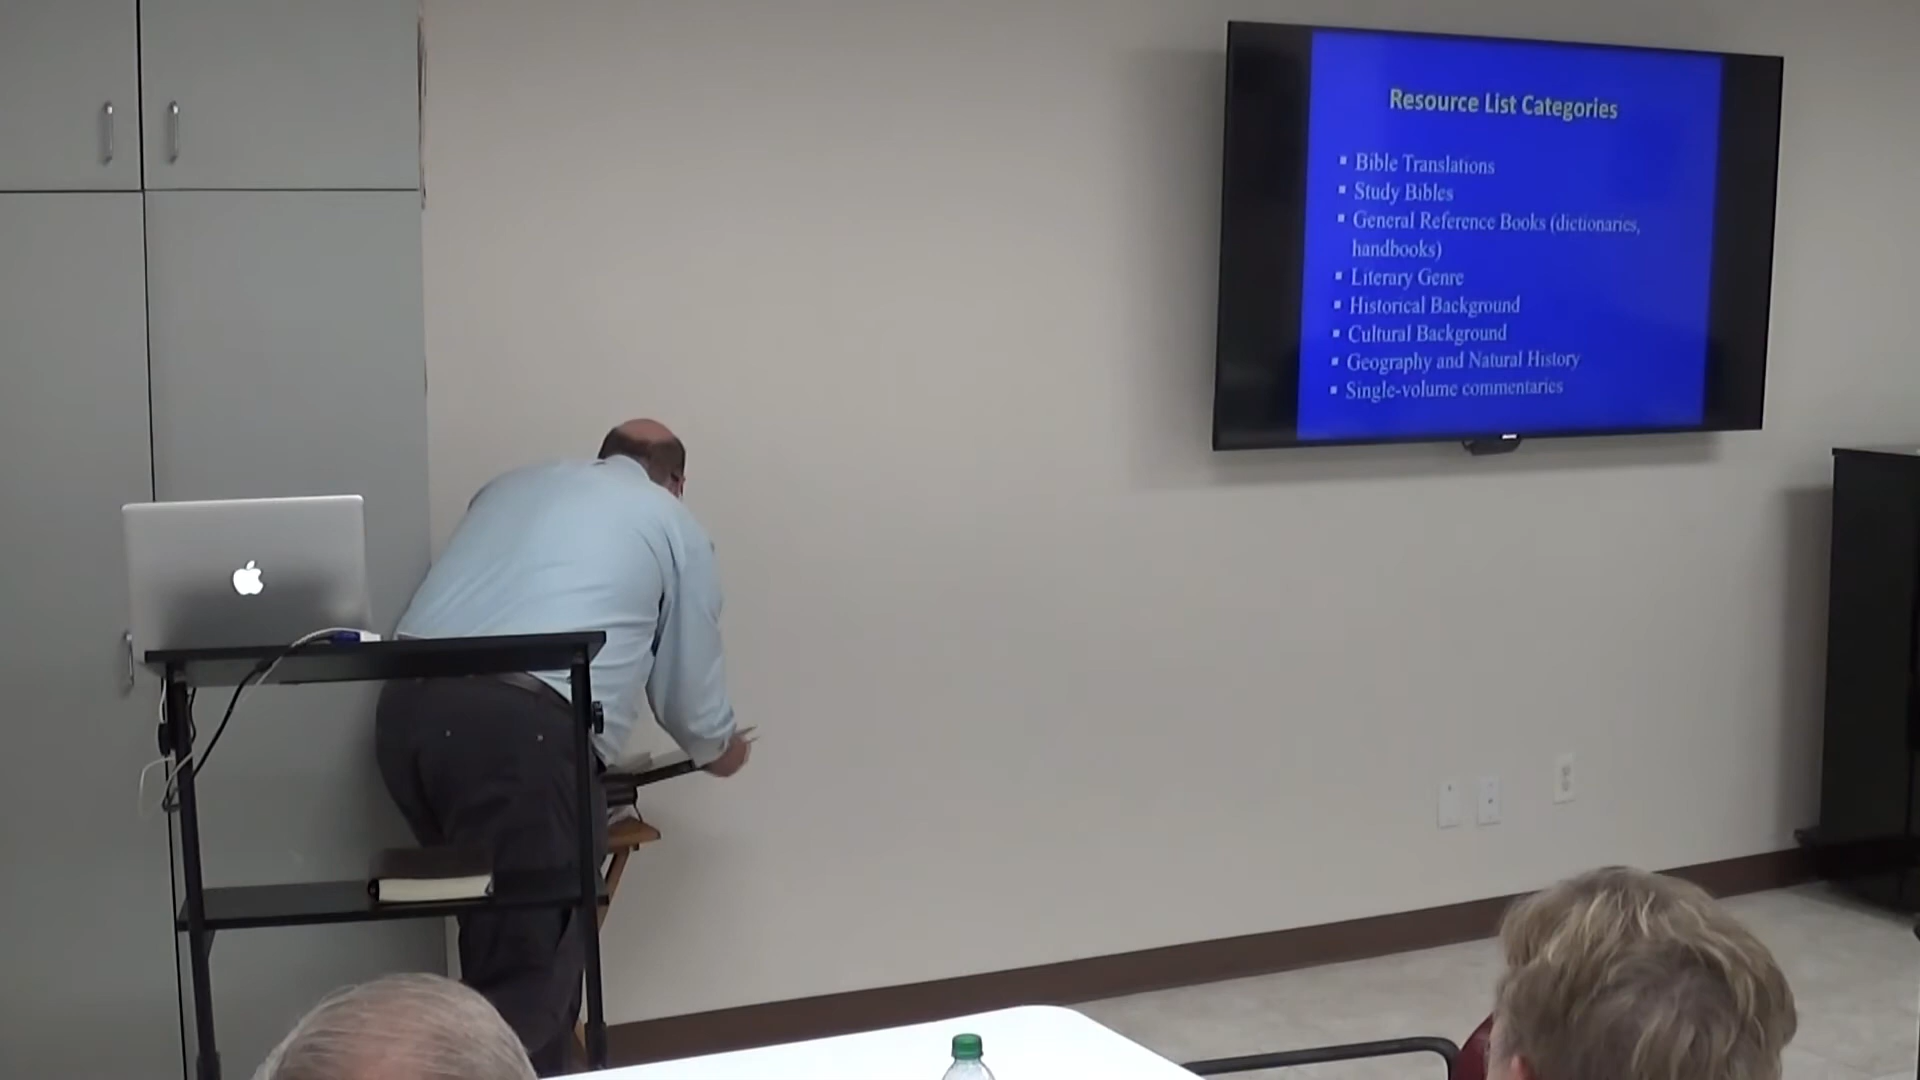 Resource List Categories
▪ Bible Translations
▪ Study Bibles
▪ General Reference Books (dictionaries,
handbooks)
▪ Literary Genre
▪ Historical Background
▪ Cultural Background
▪ Geography and Natural History
▪ Single-volume commentaries